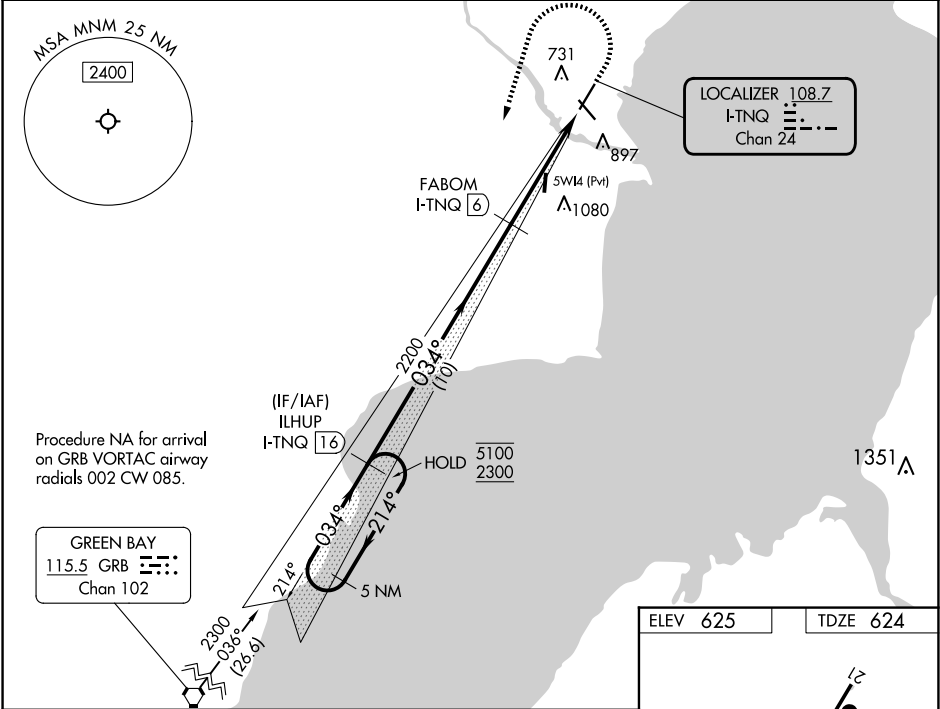 MSA MNM 25 NM
2400
731
LOCALIZER 108.7
I-TNQ
Chan 24
897
FABOM
I-TNQ 6
5WI4 (Pvt)
1080
2200
034°
(10)
(IF/IAF)
ILHUP
I-TNQ 16
HOLD 5100
2300
Procedure NA for arrival
on GRB VORTAC airway
radials 002 CW 085.
1351
034°
214°
GREEN BAY
115.5 GRB
Chan 102
214°
5 NM
2300
036°
(26.6)
ELEV 625
TDZE 624
21